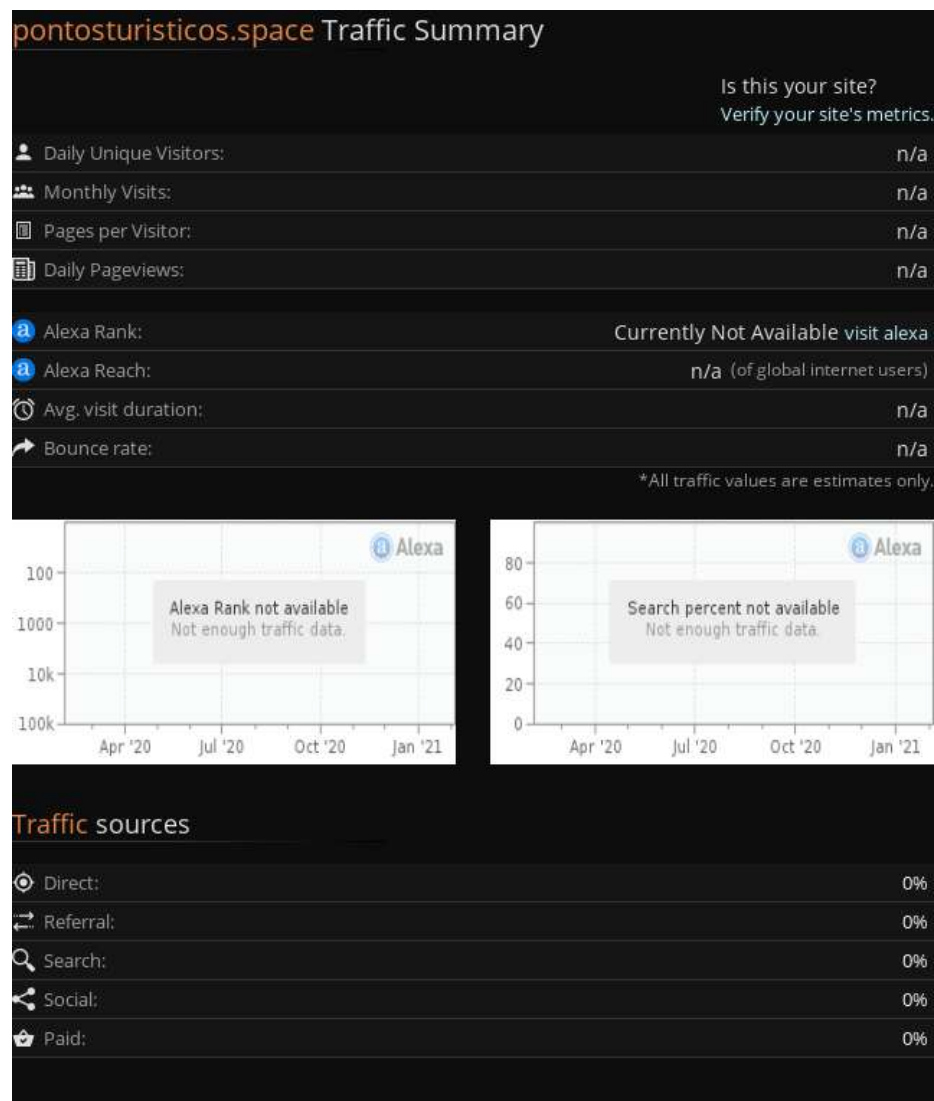 pontosturisticos.space Traffic Summary
Is this your site?
Verify your site's metrics.
Daily Unique Visitors: n/a
Monthly Visits: n/a
Pages per Visitor: n/a
Daily Pageviews: n/a
a Alexa Rank: Currently Not Available visit alexa
a Alexa Reach: n/a (of global internet users)
Avg. visit duration: n/a
Bounce rate: n/a
*All traffic values are estimates only.
a Alexa
100
1000
10k
100k
Alexa Rank not available
Not enough traffic data.
Apr '20 Jul '20 Oct '20 Jan '21
a Alexa
80
60
40
20
0
Search percent not available
Not enough traffic data.
Apr '20 Jul '20 Oct '20 Jan '21
Traffic sources
Direct: 0%
Referral: 0%
Search: 0%
Social: 0%
Paid: 0%